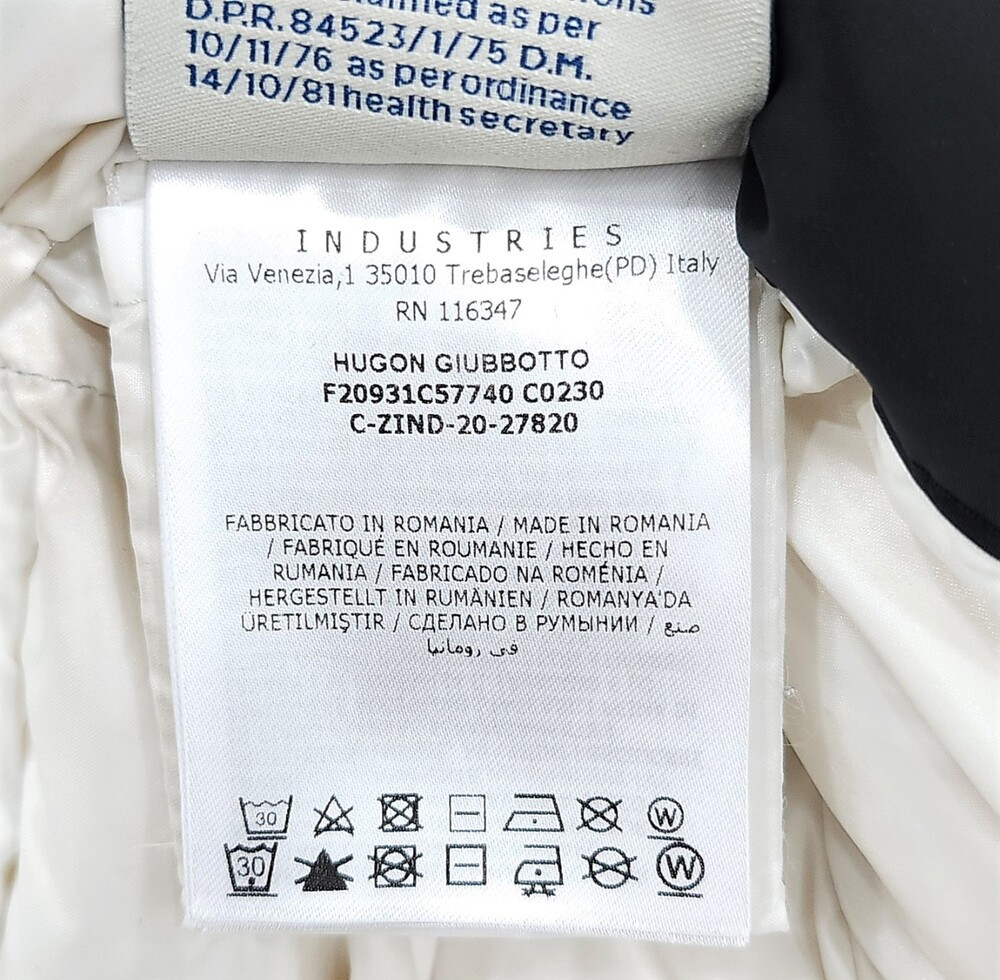 as per
D.P.R. 84523/1/75 D.M.
10/11/76 as per ordinance
14/10/81 health secretary
INDUSTRIES
Via Venezia,1 35010 Trebaseleghe(PD) Italy
RN 116347
HUGON GIUBBOTTO
F20931C57740 C0230
C-ZIND-20-27820
FABBRICATO IN ROMANIA / MADE IN ROMANIA
/ FABRIQUÉ EN ROUMANIE / HECHO EN
RUMANIA / FABRICADO NA ROMÉNIA /
HERGESTELLT IN RUMÄNIEN / ROMANYA'DA
ÜRETILMIŞTIR / СДЕЛАНО В РУМЫНИИ / صنع
في رومانيا
30 W
30 W